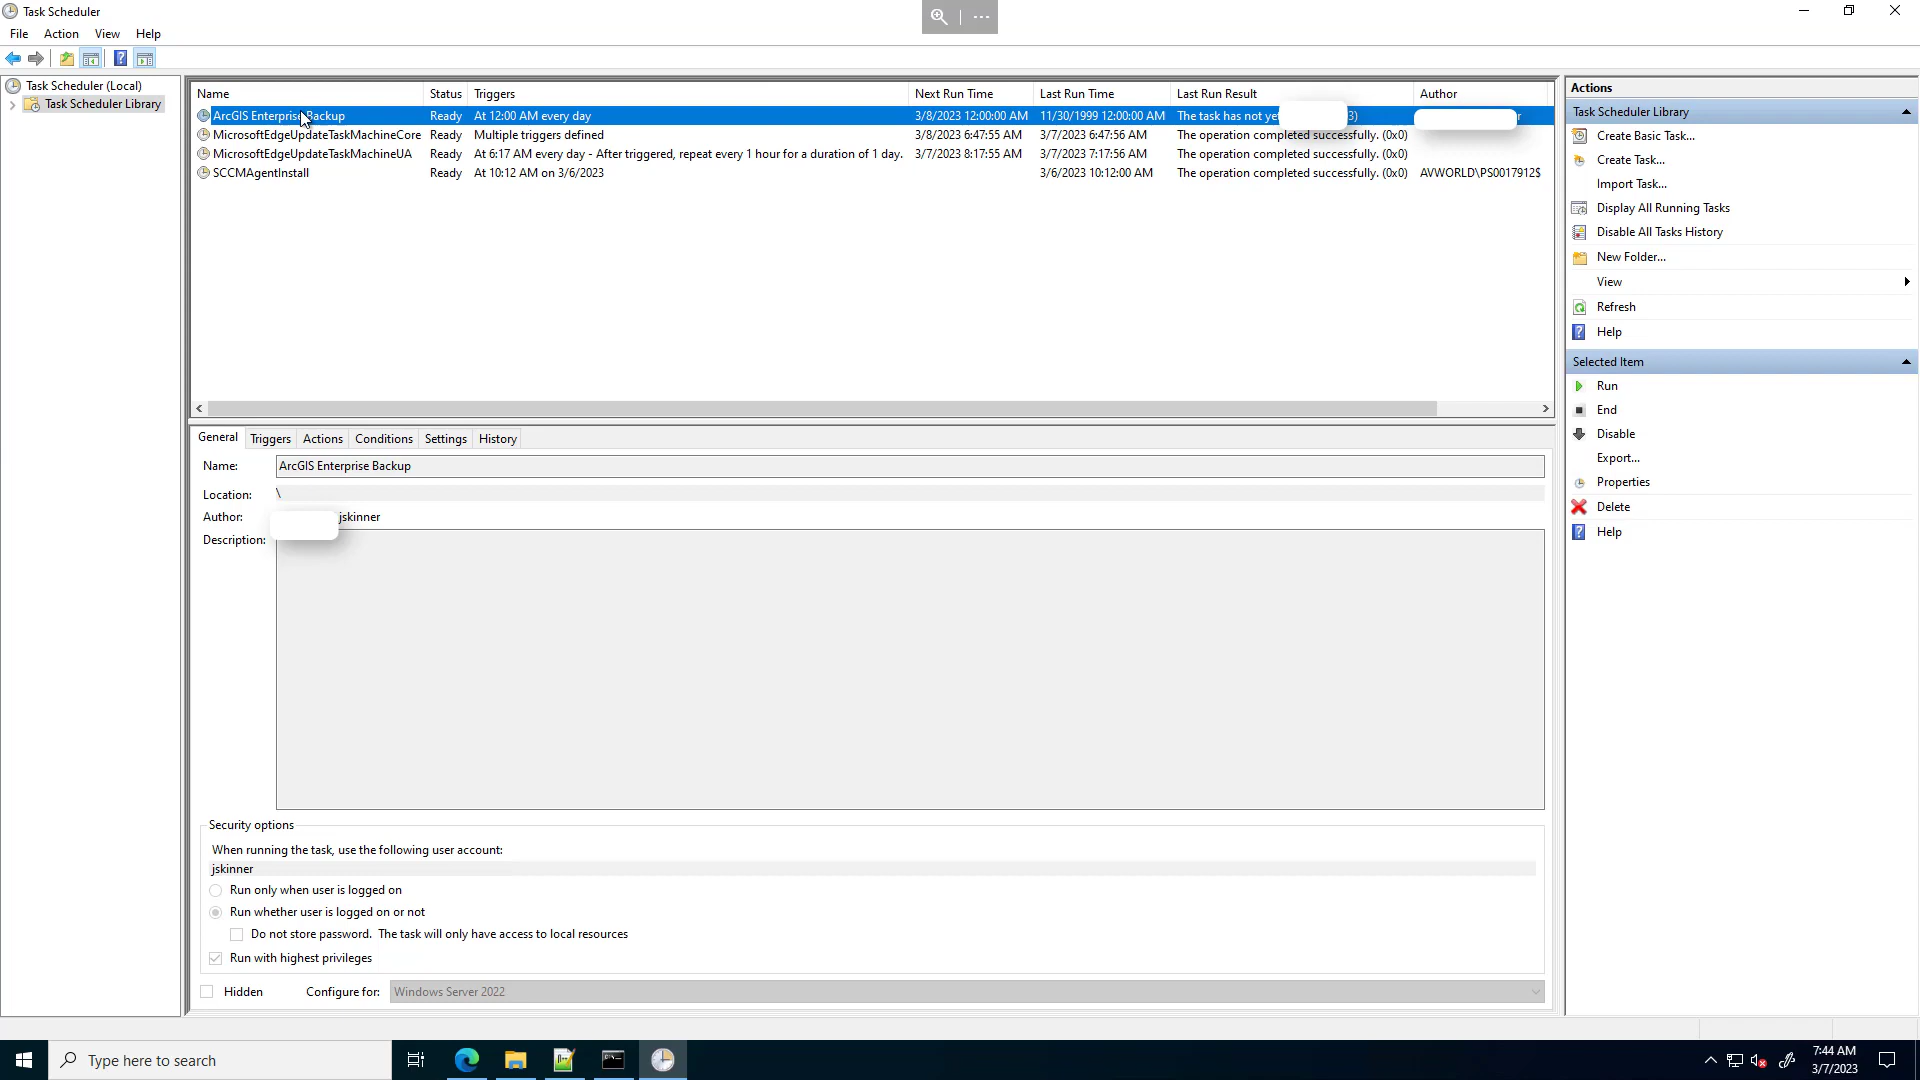 Task Scheduler
File Action View Help
Task Scheduler (Local)
Task Scheduler Library
Name Status Triggers Next Run Time Last Run Time Last Run Result Author
ArcGIS Enterprise Backup Ready At 12:00 AM every day 3/8/2023 12:00:00 AM 11/30/1999 12:00:00 AM The task has not yet 3) r
MicrosoftEdgeUpdateTaskMachineCore Ready Multiple triggers defined 3/8/2023 6:47:55 AM 3/7/2023 6:47:56 AM The operation completed successfully. (0x0)
MicrosoftEdgeUpdateTaskMachineUA Ready At 6:17 AM every day - After triggered, repeat every 1 hour for a duration of 1 day. 3/7/2023 8:17:55 AM 3/7/2023 7:17:56 AM The operation completed successfully. (0x0)
SCCMAgentInstall Ready At 10:12 AM on 3/6/2023 3/6/2023 10:12:00 AM The operation completed successfully. (0x0) AVWORLD\PS0017912$
General Triggers Actions Conditions Settings History
Name: ArcGIS Enterprise Backup
Location: \
Author: jskinner
Description:
Security options
When running the task, use the following user account:
jskinner
Run only when user is logged on
Run whether user is logged on or not
Do not store password. The task will only have access to local resources
Run with highest privileges
Hidden Configure for: Windows Server 2022
Actions
Task Scheduler Library
Create Basic Task...
Create Task...
Import Task...
Display All Running Tasks
Disable All Tasks History
New Folder...
View
Refresh
Help
Selected Item
Run
End
Disable
Export...
Properties
Delete
Help
Type here to search
7:44 AM
3/7/2023